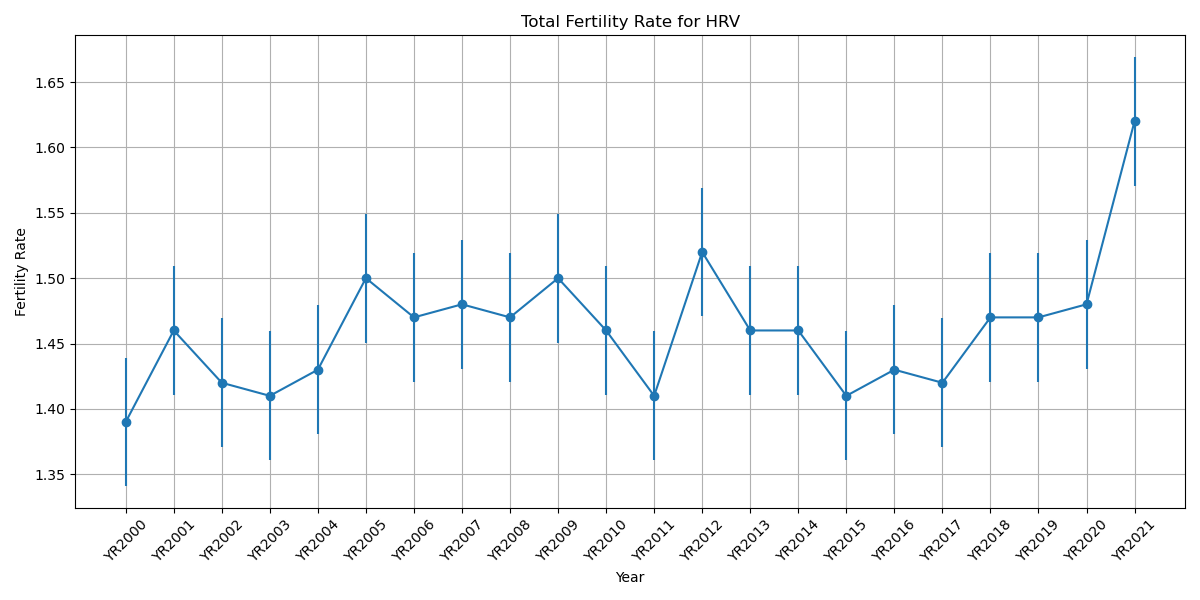 Total Fertility Rate for HRV
Fertility Rate
1.65
1.60
1.55
1.50
1.45
1.40
1.35
YR2000
YR2001
YR2002
YR2003
YR2004
YR2005
YR2006
YR2007
YR2008
YR2009
YR2010
YR2011
YR2012
YR2013
YR2014
YR2015
YR2016
YR2017
YR2018
YR2019
YR2020
YR2021
Year